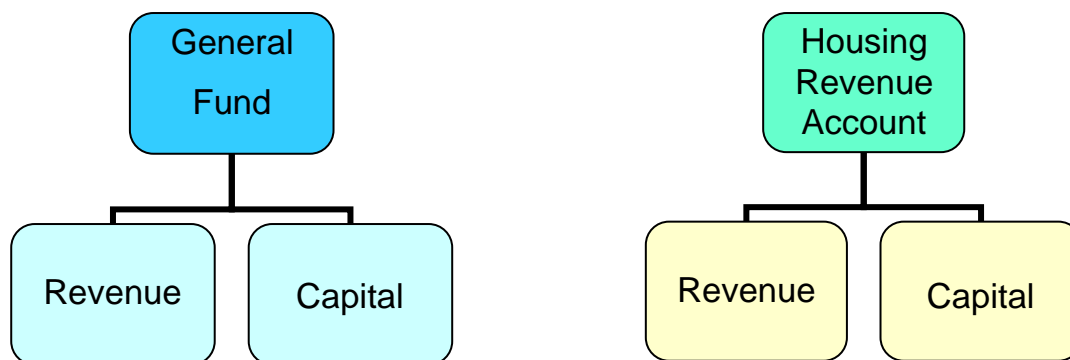 General
Fund
Housing
Revenue
Account
Revenue
Capital
Revenue
Capital